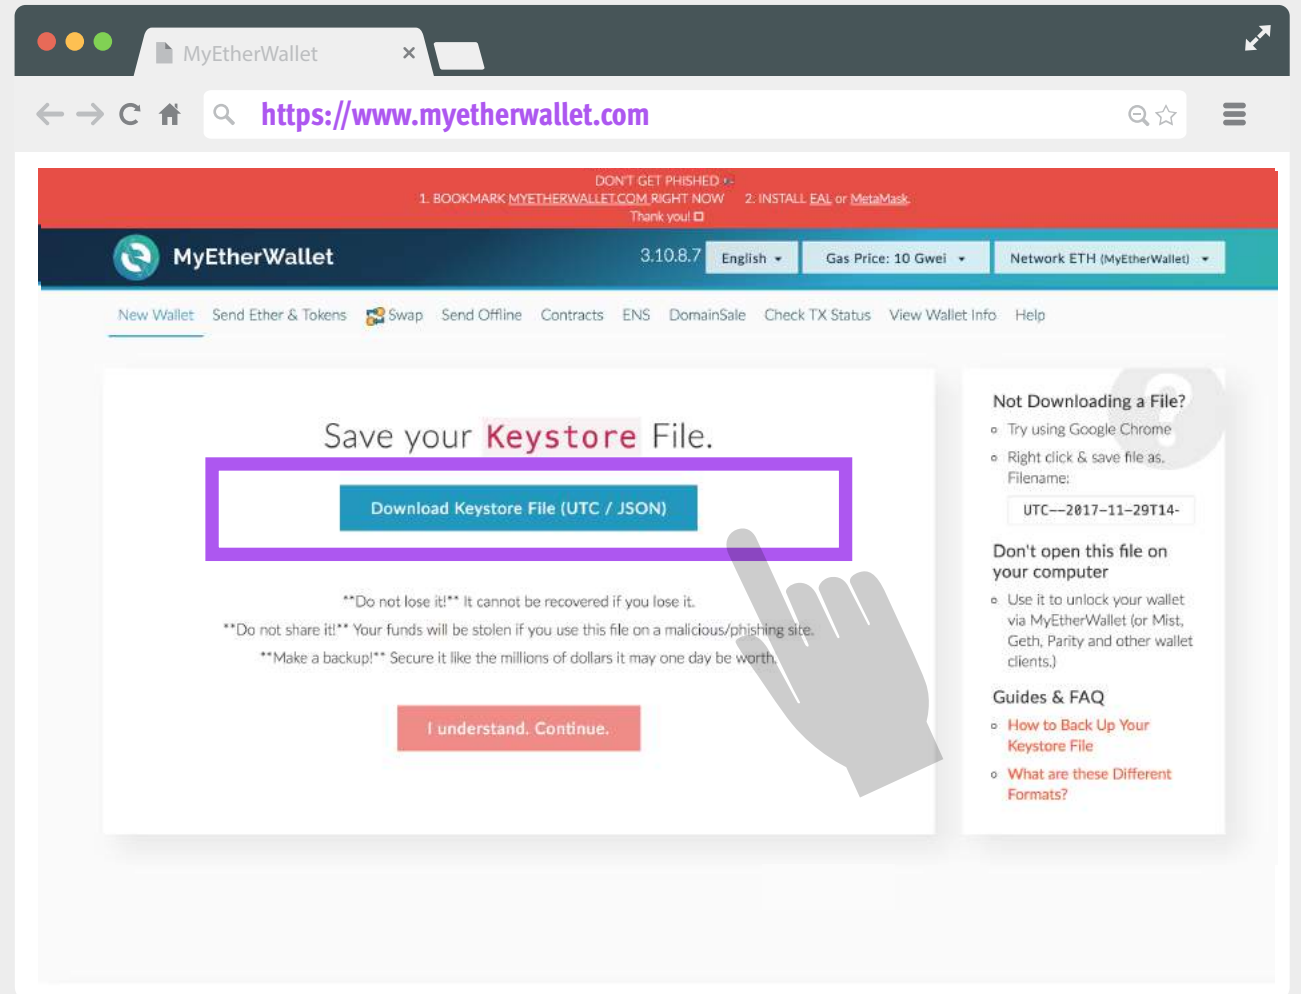 MyEtherWallet ×
https://www.myetherwallet.com
DON'T GET PHISHED
1. BOOKMARK MYETHERWALLET.COM RIGHT NOW 2. INSTALL EAL or MetaMask.
Thank you!
MyEtherWallet 3.10.8.7 English Gas Price: 10 Gwei Network ETH (MyEtherWallet)
New Wallet Send Ether & Tokens Swap Send Offline Contracts ENS DomainSale Check TX Status View Wallet Info Help
Save your Keystore File.
Download Keystore File (UTC / JSON)
**Do not lose it!** It cannot be recovered if you lose it.
**Do not share it!** Your funds will be stolen if you use this file on a malicious/phishing site.
**Make a backup!** Secure it like the millions of dollars it may one day be worth.
I understand. Continue.
Not Downloading a File?
Try using Google Chrome
Right click & save file as.
Filename:
UTC--2017-11-29T14-
Don't open this file on
your computer
Use it to unlock your wallet
via MyEtherWallet (or Mist,
Geth, Parity and other wallet
clients.)
Guides & FAQ
How to Back Up Your
Keystore File
What are these Different
Formats?